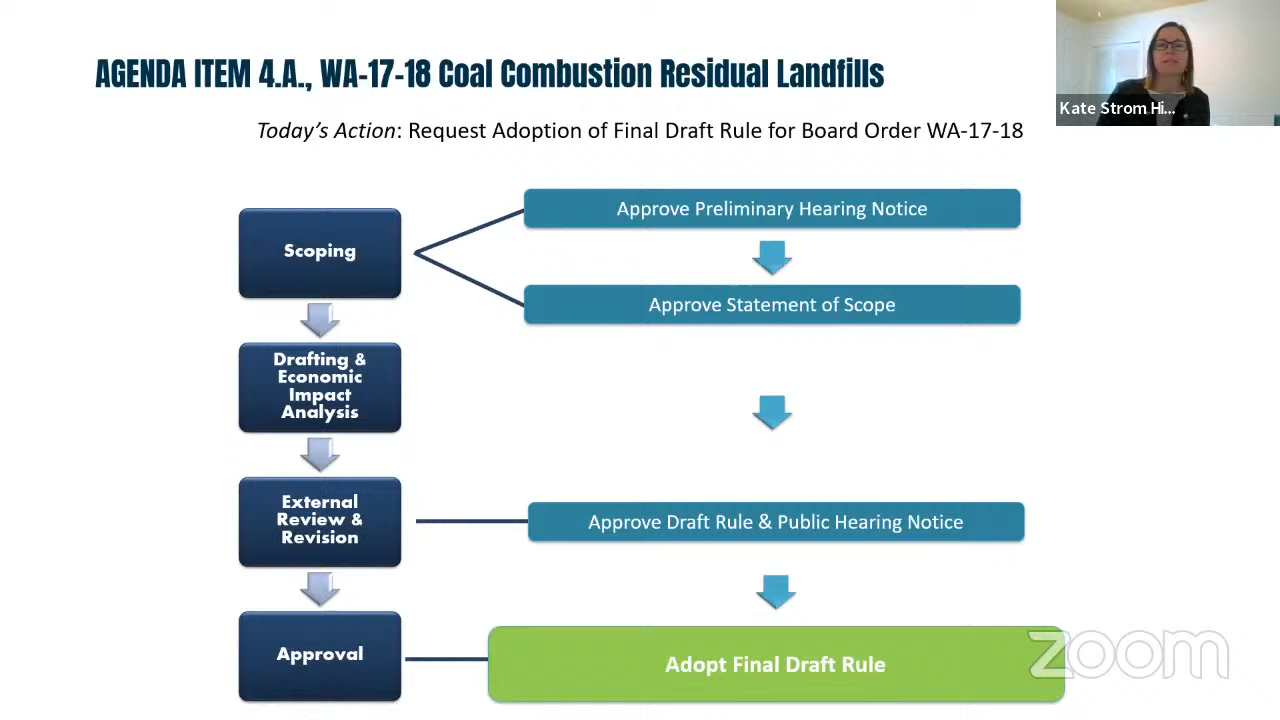 AGENDA ITEM 4.A., WA-17-18 Coal Combustion Residual Landfills
Kate Strom Hi...
Today's Action: Request Adoption of Final Draft Rule for Board Order WA-17-18
Approve Preliminary Hearing Notice
Scoping
Approve Statement of Scope
Drafting &
Economic
Impact
Analysis
External
Review &
Revision
Approve Draft Rule & Public Hearing Notice
Approval
Adopt Final Draft Rule
zoom